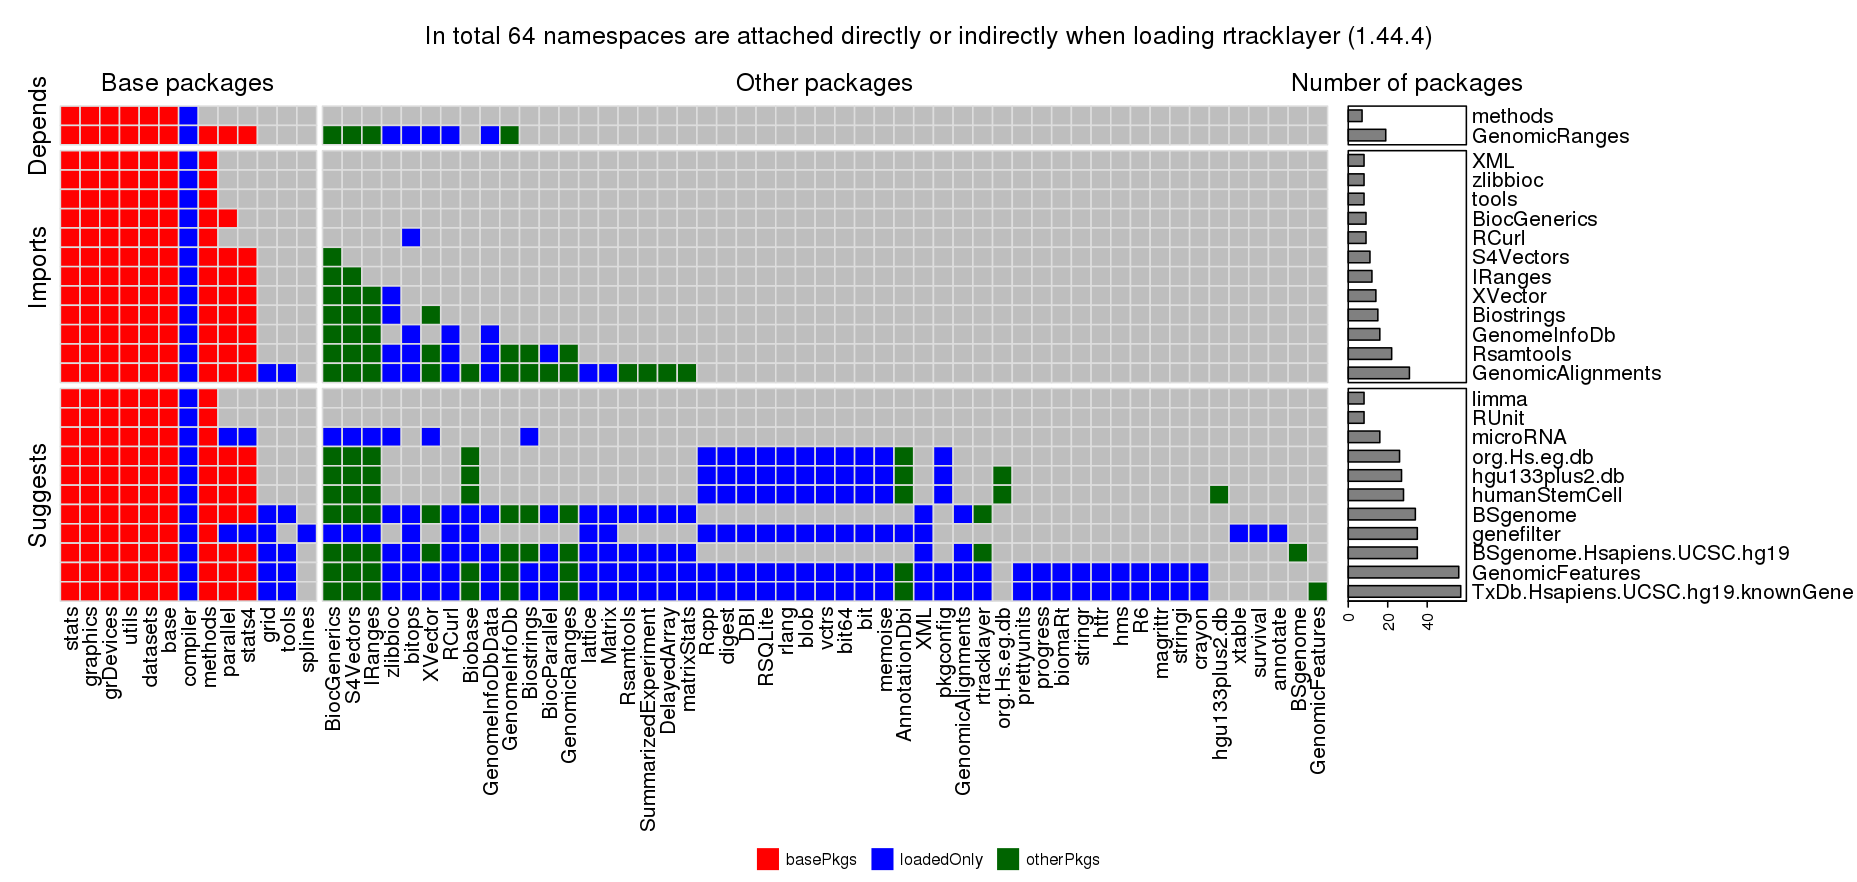 In total 64 namespaces are attached directly or indirectly when loading rtracklayer (1.44.4)
Base packages
Other packages
Number of packages
Depends
Imports
Suggests
methods
GenomicRanges
XML
zlibbioc
tools
BiocGenerics
RCurl
S4Vectors
IRanges
XVector
Biostrings
GenomeInfoDb
Rsamtools
GenomicAlignments
limma
RUnit
microRNA
org.Hs.eg.db
hgu133plus2.db
humanStemCell
BSgenome
genefilter
BSgenome.Hsapiens.UCSC.hg19
GenomicFeatures
TxDb.Hsapiens.UCSC.hg19.knownGene
0
20
40
stats
graphics
grDevices
utils
datasets
base
compiler
methods
parallel
stats4
grid
tools
splines
BiocGenerics
S4Vectors
IRanges
zlibbioc
bitops
XVector
RCurl
Biobase
GenomeInfoDbData
GenomeInfoDb
Biostrings
BiocParallel
GenomicRanges
lattice
Matrix
Rsamtools
SummarizedExperiment
DelayedArray
matrixStats
Rcpp
digest
DBI
RSQLite
rlang
blob
vctrs
bit64
bit
memoise
AnnotationDbi
XML
pkgconfig
GenomicAlignments
rtracklayer
org.Hs.eg.db
prettyunits
progress
biomaRt
stringr
httr
hms
R6
magrittr
stringi
crayon
hgu133plus2.db
xtable
survival
annotate
BSgenome
GenomicFeatures
basePkgs
loadedOnly
otherPkgs